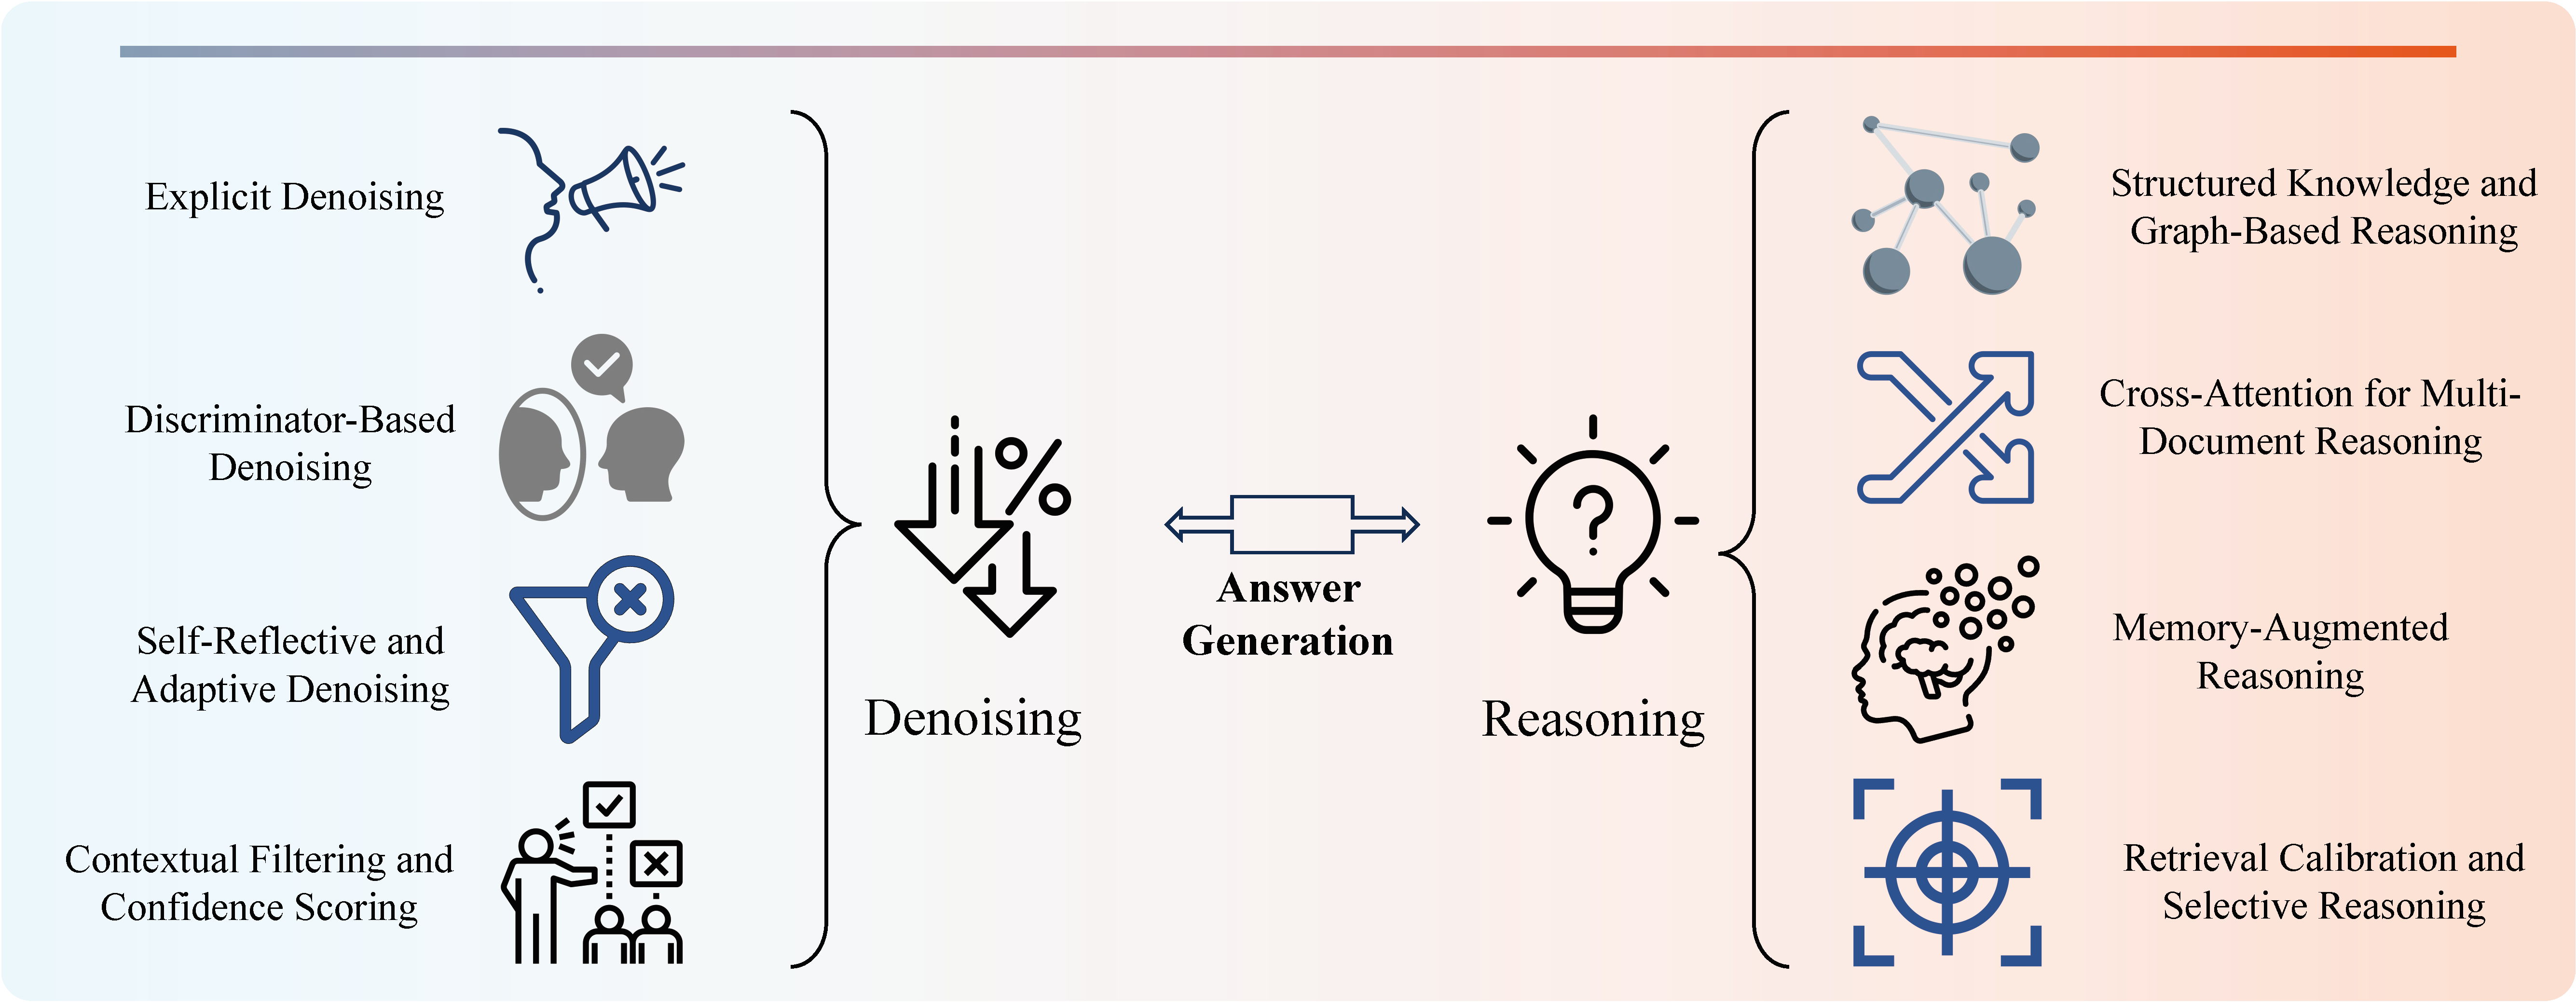 Explicit Denoising
Discriminator-Based
Denoising
Self-Reflective and
Adaptive Denoising
Contextual Filtering and
Confidence Scoring
%
Denoising
Answer
Generation
?
Reasoning
Structured Knowledge and
Graph-Based Reasoning
Cross-Attention for Multi-
Document Reasoning
Memory-Augmented
Reasoning
Retrieval Calibration and
Selective Reasoning